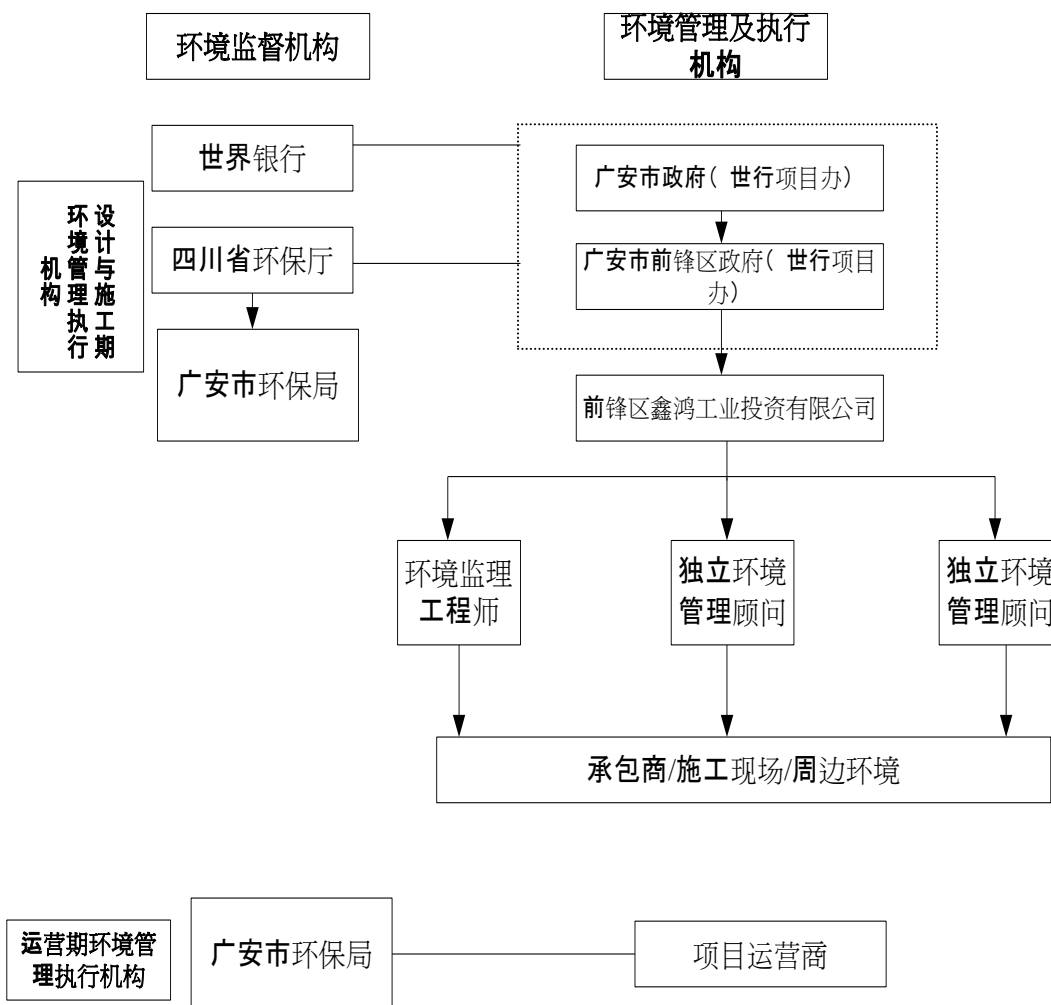 环境监督机构
环境管理及执行
机构
世界银行
广安市政府( 世行项目办)
设计与施工期
环境管理执行
机构
四川省环保厅
广安市前锋区政府( 世行项目
办)
广安市环保局
前锋区鑫鸿工业投资有限公司
环境监理
工程师
独立环境
管理顾问
独立环境
管理顾问
承包商/施工现场/周边环境
运营期环境管
理执行机构
广安市环保局
项目运营商